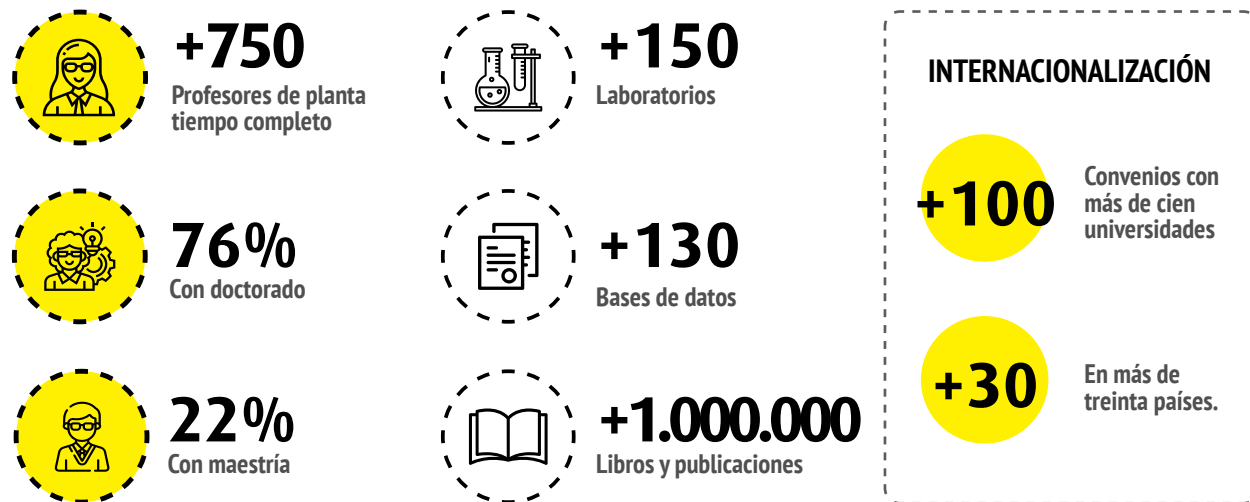 +750
Profesores de planta
tiempo completo
76%
Con doctorado
22%
Con maestría
+150
Laboratorios
+130
Bases de datos
+1.000.000
Libros y publicaciones
INTERNACIONALIZACIÓN
+100
Convenios con
más de cien
universidades
+30
En más de
treinta países.